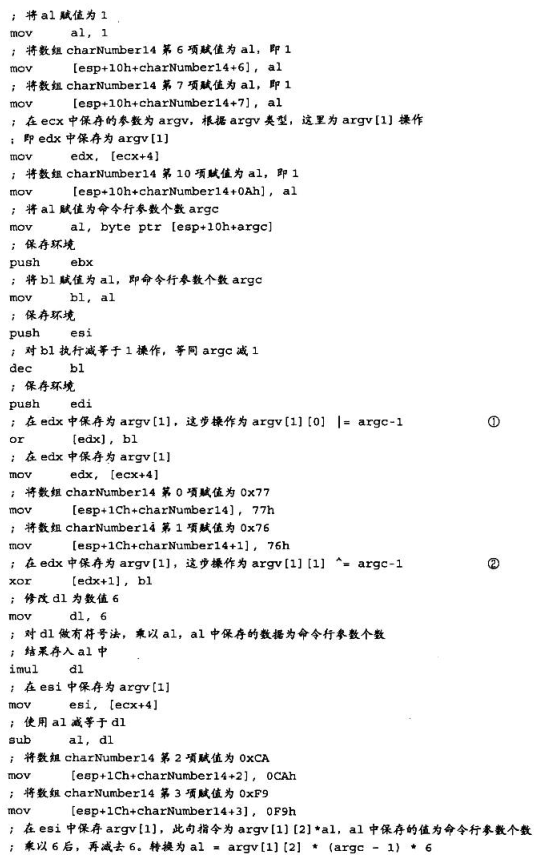 ; 将al赋值为1
mov al, 1
; 将数组charNumber14第6项赋值为al，即1
mov [esp+10h+charNumber14+6], al
; 将数组charNumber14第7项赋值为al，即1
mov [esp+10h+charNumber14+7], al
; 在ecx中保存的参数为argv，根据argv类型，这里为argv[1]操作
; 即edx中保存为argv[1]
mov edx, [ecx+4]
; 将数组charNumber14第10项赋值为al，即1
mov [esp+10h+charNumber14+0Ah], al
; 将al赋值为命令行参数个数argc
mov al, byte ptr [esp+10h+argc]
; 保存环境
push ebx
; 将bl赋值为al，即命令行参数个数argc
mov bl, al
; 保存环境
push esi
; 对bl执行减等于1操作，等同argc减1
dec bl
; 保存环境
push edi
; 在edx中保存为argv[1]，这步操作为argv[1][0] |= argc-1 ①
or [edx], bl
; 在edx中保存为argv[1]
mov edx, [ecx+4]
; 将数组charNumber14第0项赋值为0x77
mov [esp+1Ch+charNumber14], 77h
; 将数组charNumber14第1项赋值为0x76
mov [esp+1Ch+charNumber14+1], 76h
; 在edx中保存为argv[1]，这步操作为argv[1][1] ^= argc-1 ②
xor [edx+1], bl
; 修改dl为数值6
mov dl, 6
; 对dl做有符号法，乘以al，al中保存的数据为命令行参数个数
; 结果存入al中
imul dl
; 在esi中保存为argv[1]
mov esi, [ecx+4]
; 使用al减等于dl
sub al, dl
; 将数组charNumber14第2项赋值为0xCA
mov [esp+1Ch+charNumber14+2], 0CAh
; 将数组charNumber14第3项赋值为0xF9
mov [esp+1Ch+charNumber14+3], 0F9h
; 在esi中保存argv[1]，此句指令为argv[1][2]*al，al中保存的值为命令行参数个数
; 乘以6后，再减去6。转换为al = argv[1][2] * (argc - 1) * 6